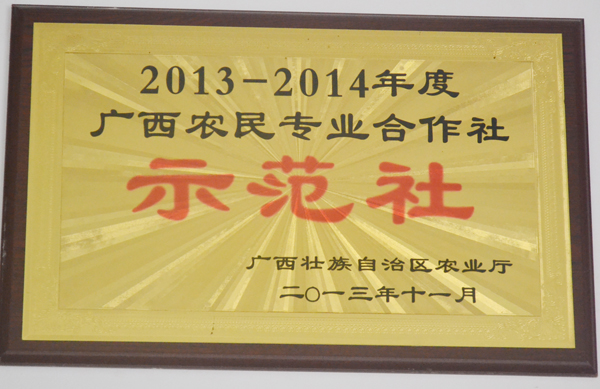 2013-2014年度
广西农民专业合作社
示范社
广西壮族自治区农业厅
二〇一三年十一月